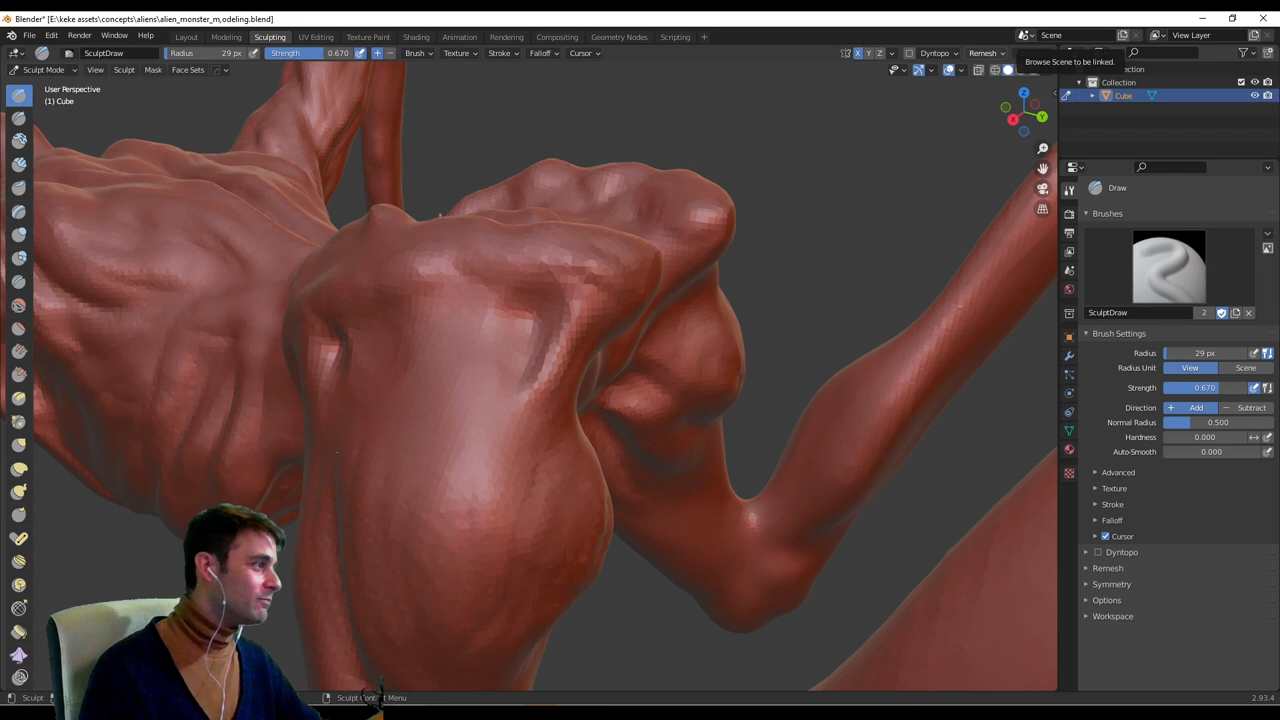 Blender* [E:\keke assets\concepts\aliens\alien_monster_m,odeling.blend]
File Edit Render Window Help Layout Modeling Sculpting UV Editing Texture Paint Shading Animation Rendering Compositing Geometry Nodes Scripting + Scene View Layer
SculptDraw Radius 29 px Strength 0.670 + − Brush Texture Stroke Falloff Cursor X Y Z Dyntopo Remesh
Browse Scene to be linked.
Sculpt Mode View Sculpt Mask Face Sets
User Perspective
(1) Cube
Collection
Cube
Z
Y
X
Draw
Brushes
SculptDraw 2
Brush Settings
Radius 29 px
Radius Unit View Scene
Strength 0.670
Direction + Add − Subtract
Normal Radius 0.500
Hardness 0.000
Auto-Smooth 0.000
Advanced
Texture
Stroke
Falloff
Cursor
Dyntopo
Remesh
Symmetry
Options
Workspace
Sculpt Menu 2.93.4